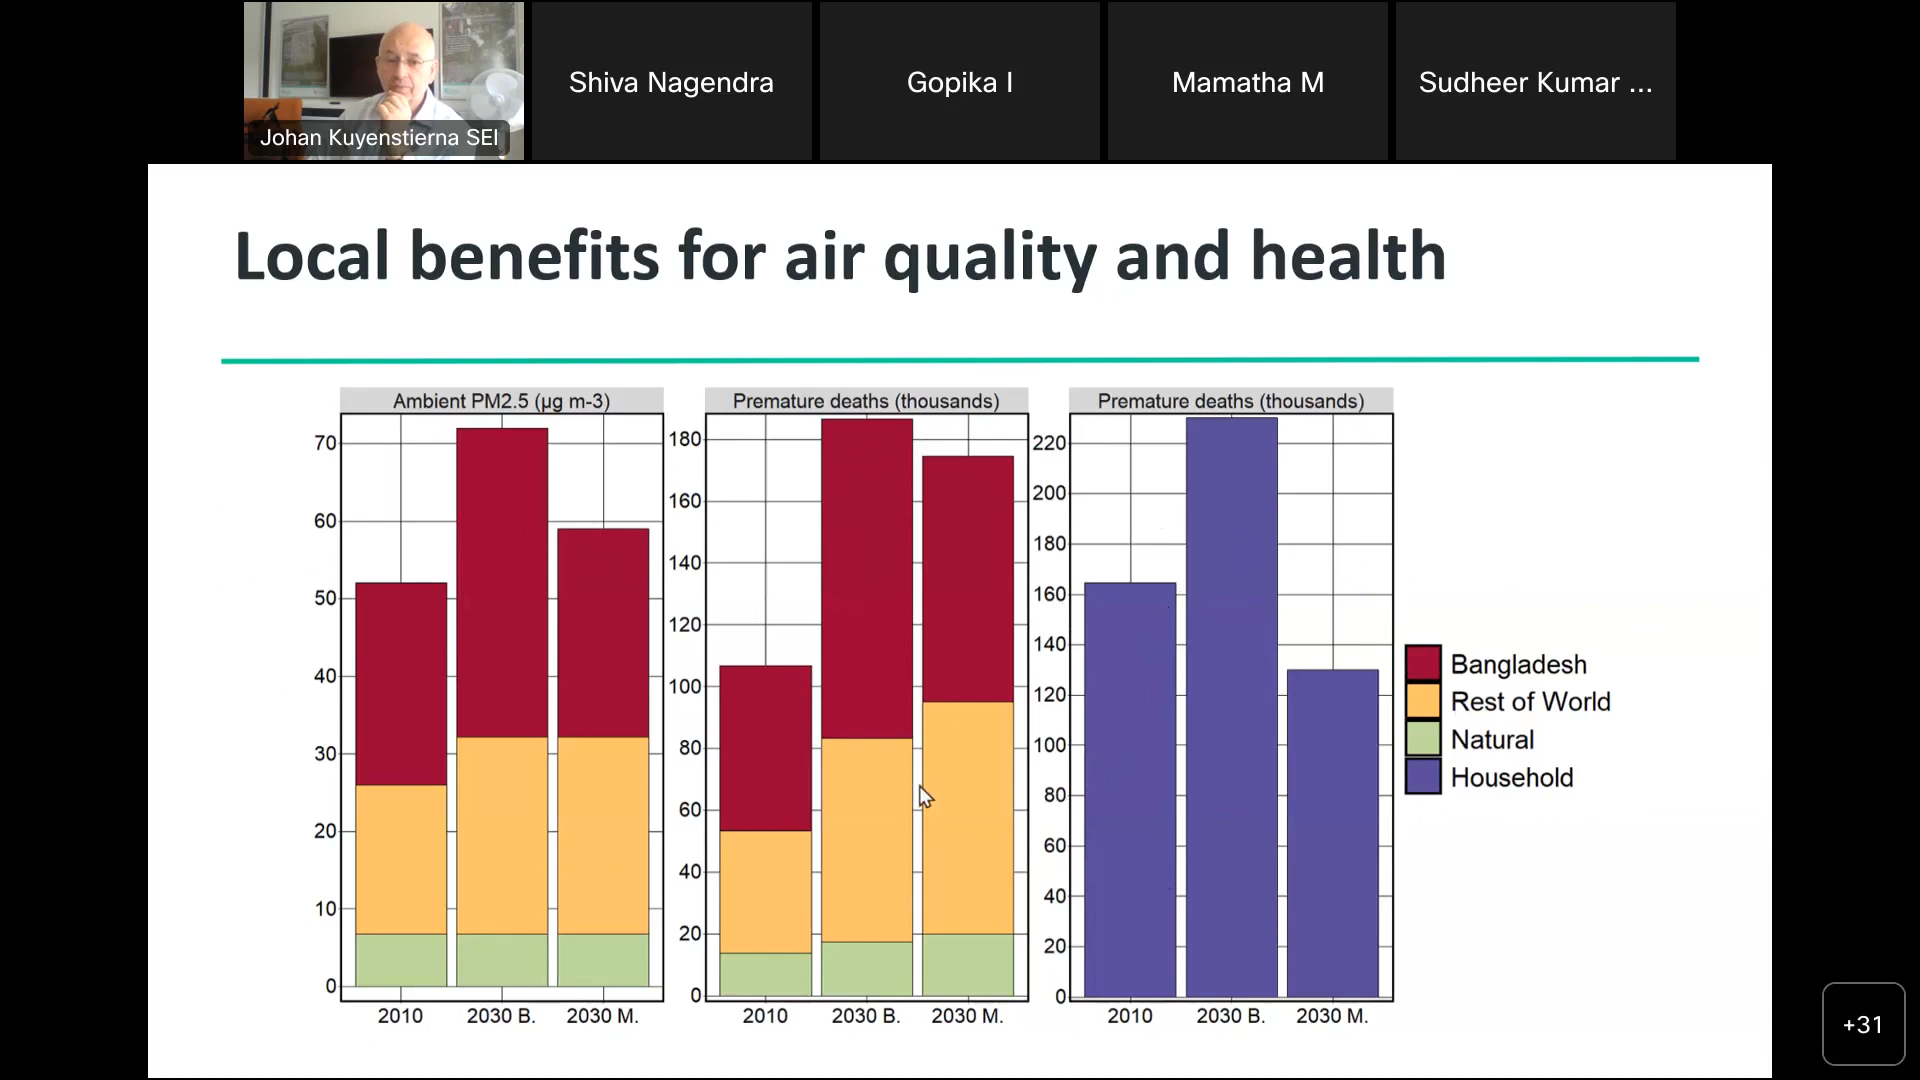 Johan Kuyenstierna SEI
Shiva Nagendra
Gopika I
Mamatha M
Sudheer Kumar ...
Local benefits for air quality and health
Ambient PM2.5 (µg m-3)
70
60
50
40
30
20
10
0
2010 2030 B. 2030 M.
Premature deaths (thousands)
180
160
140
120
100
80
60
40
20
0
2010 2030 B. 2030 M.
Premature deaths (thousands)
220
200
180
160
140
120
100
80
60
40
20
0
2010 2030 B. 2030 M.
Bangladesh
Rest of World
Natural
Household
+31